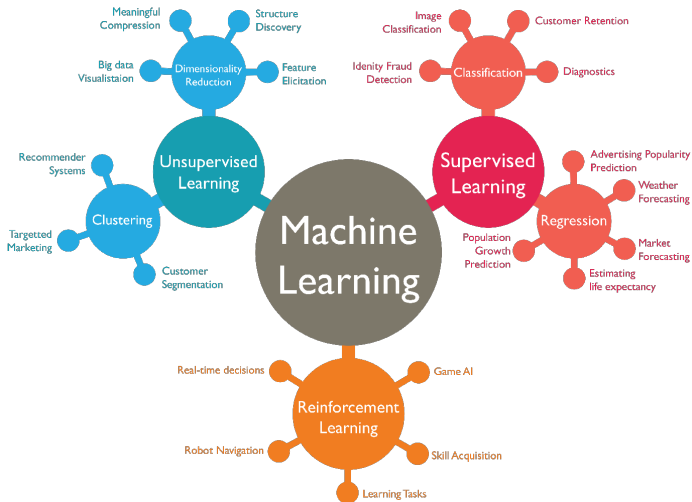 Meaningful
Compression
Structure
Discovery
Big data
Visualistaion
Dimensionality
Reduction
Feature
Elicitation
Unsupervised
Learning
Recommender
Systems
Clustering
Targetted
Marketing
Customer
Segmentation
Machine
Learning
Image
Classification
Customer Retention
Idenity Fraud
Detection
Classification
Diagnostics
Supervised
Learning
Advertising Popularity
Prediction
Weather
Forecasting
Regression
Population
Growth
Prediction
Market
Forecasting
Estimating
life expectancy
Real-time decisions
Game AI
Reinforcement
Learning
Robot Navigation
Skill Acquisition
Learning Tasks